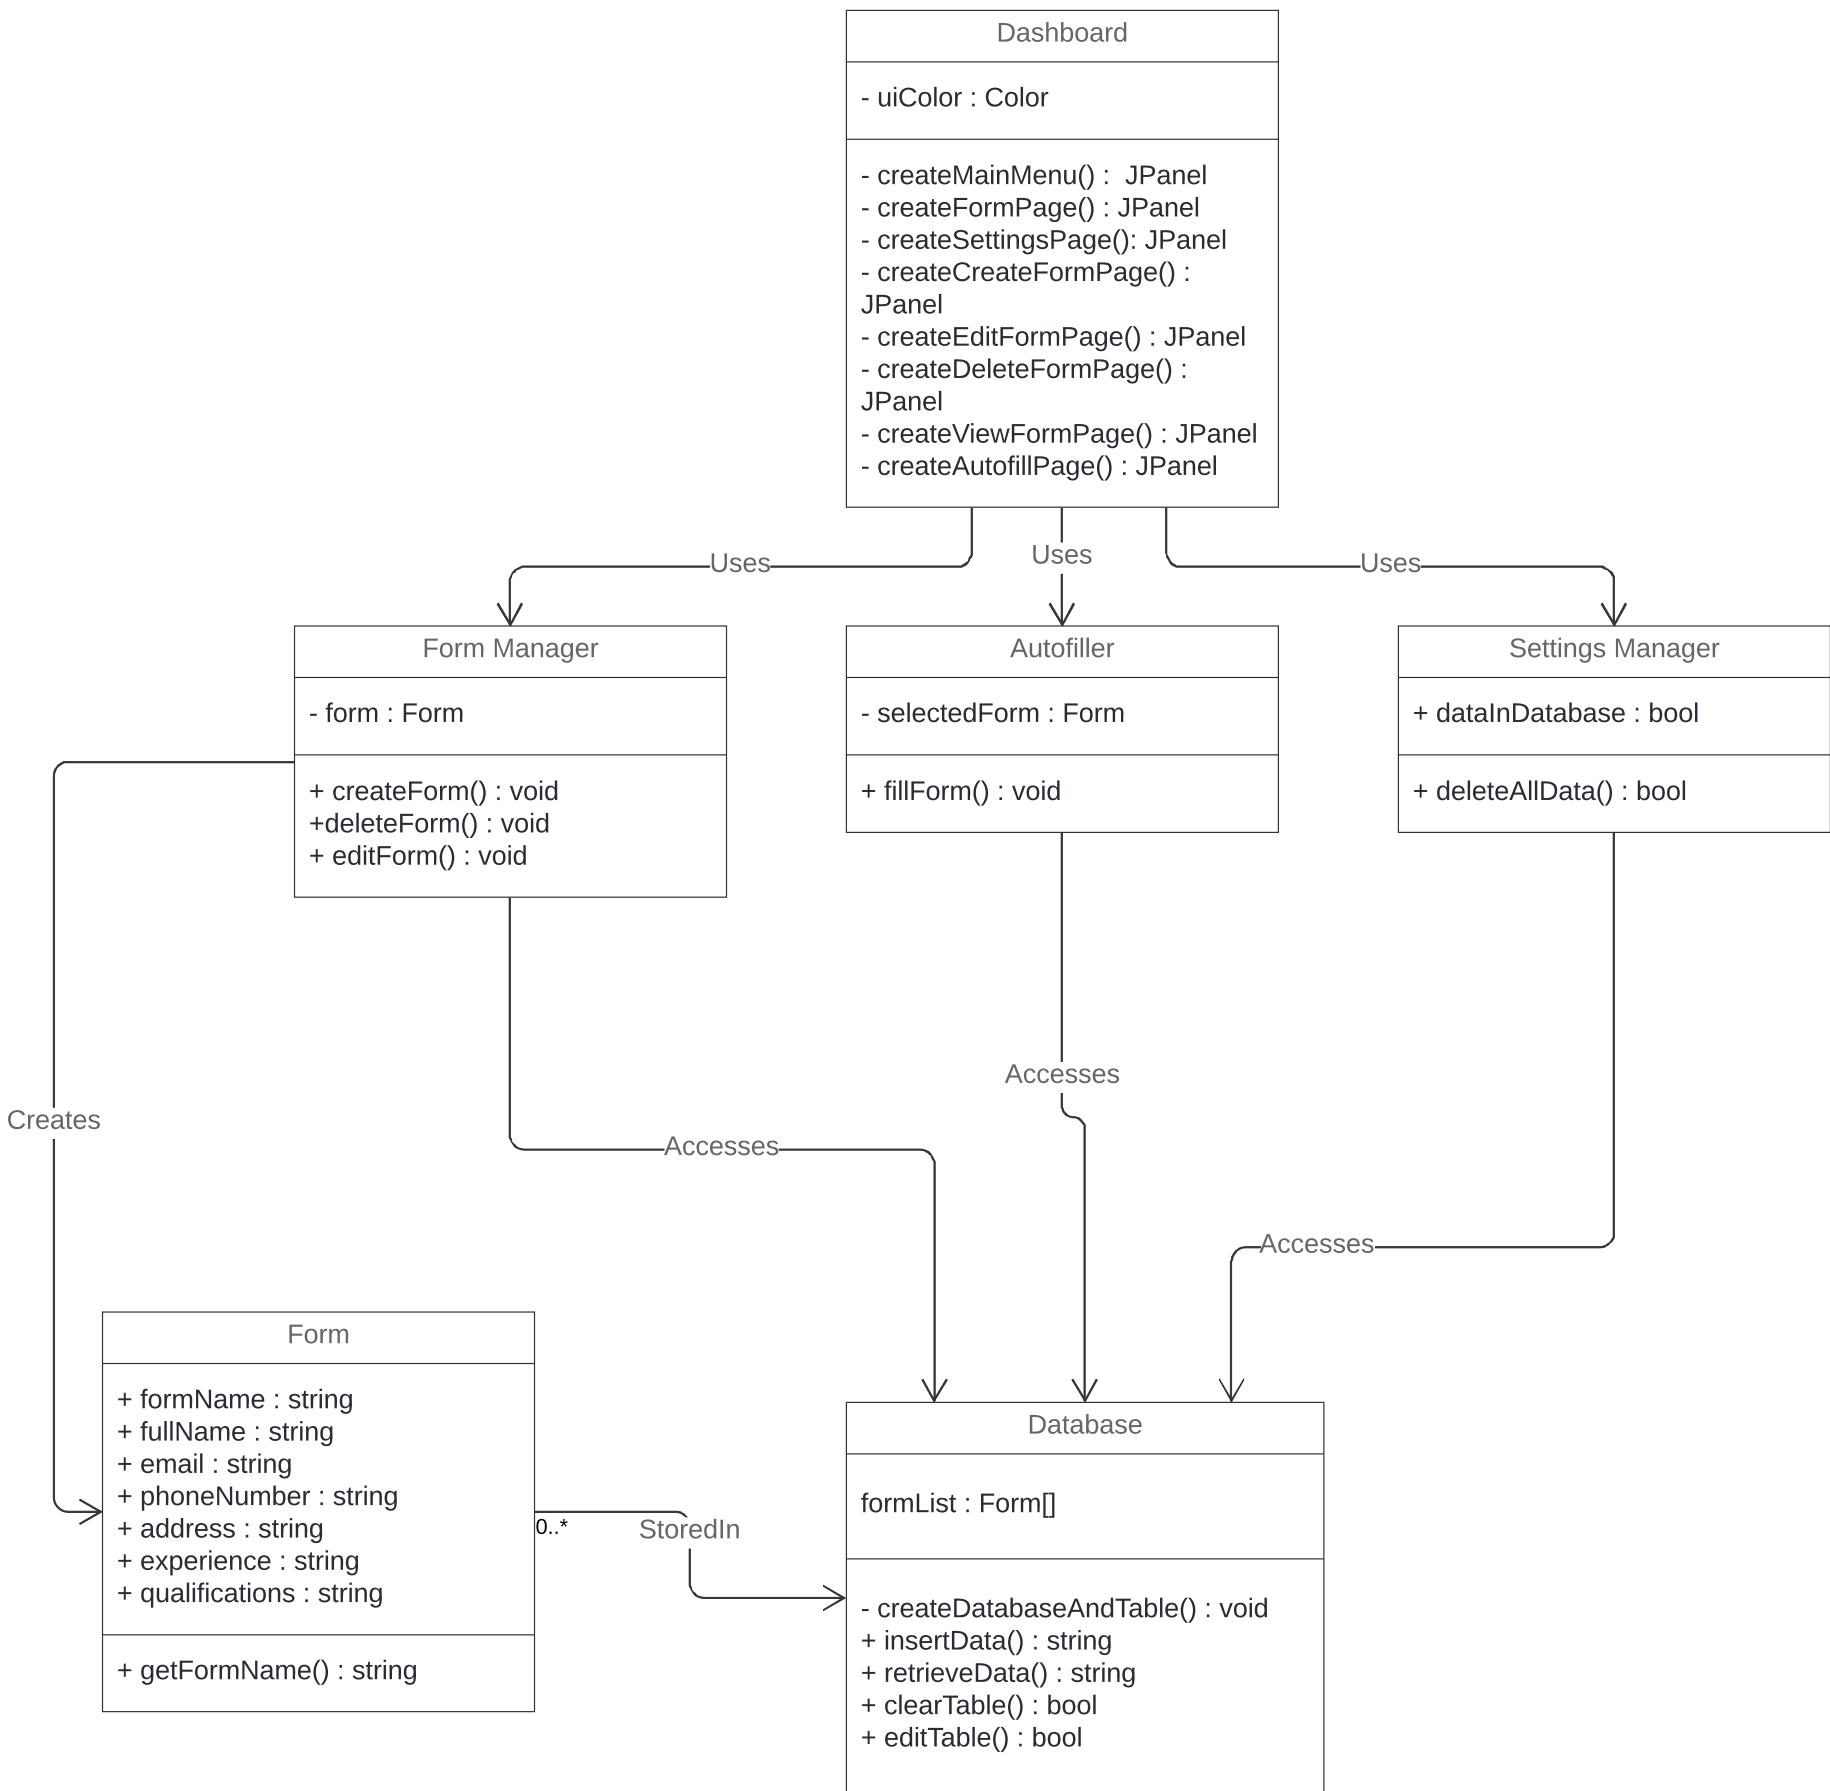 Dashboard
- uiColor : Color
- createMainMenu() :  JPanel
- createFormPage() : JPanel
- createSettingsPage(): JPanel
- createCreateFormPage() :
JPanel
- createEditFormPage() : JPanel
- createDeleteFormPage() :
JPanel
- createViewFormPage() : JPanel
- createAutofillPage() : JPanel
Uses
Uses
Uses
Form Manager
- form : Form
+ createForm() : void
+deleteForm() : void
+ editForm() : void
Autofiller
- selectedForm : Form
+ fillForm() : void
Settings Manager
+ dataInDatabase : bool
+ deleteAllData() : bool
Creates
Accesses
Accesses
Accesses
Form
+ formName : string
+ fullName : string
+ email : string
+ phoneNumber : string
+ address : string
+ experience : string
+ qualifications : string
+ getFormName() : string
0..*
StoredIn
Database
formList : Form[]
- createDatabaseAndTable() : void
+ insertData() : string
+ retrieveData() : string
+ clearTable() : bool
+ editTable() : bool